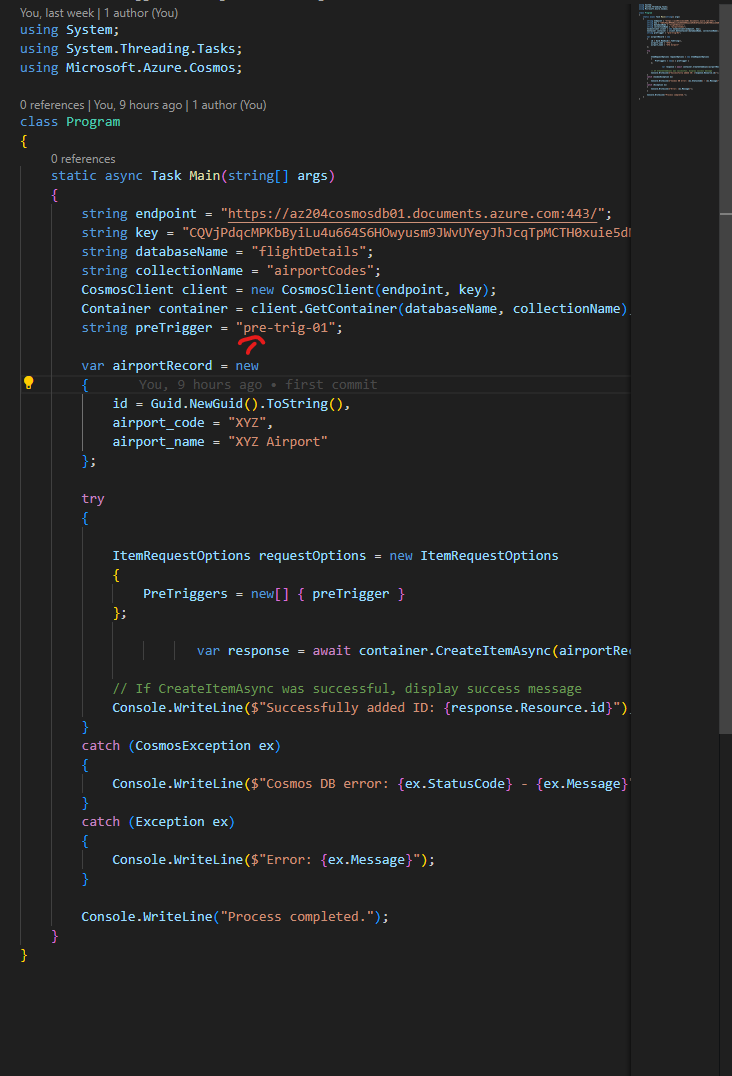 You, last week | 1 author (You)
using System;
using System.Threading.Tasks;
using Microsoft.Azure.Cosmos;
0 references | You, 9 hours ago | 1 author (You)
class Program
{
0 references
static async Task Main(string[] args)
{
string endpoint = "https://az204cosmosdb01.documents.azure.com:443/";
string key = "CQVjPdqcMPKbByiLu4u664S6HOwyusm9JWvUYeyJhJcqTpMCTH0xuie5d
string databaseName = "flightDetails";
string collectionName = "airportCodes";
CosmosClient client = new CosmosClient(endpoint, key);
Container container = client.GetContainer(databaseName, collectionName)
string preTrigger = "pre-trig-01";
var airportRecord = new
{ You, 9 hours ago • first commit
id = Guid.NewGuid().ToString(),
airport_code = "XYZ",
airport_name = "XYZ Airport"
};
try
{
ItemRequestOptions requestOptions = new ItemRequestOptions
{
PreTriggers = new[] { preTrigger }
};
var response = await container.CreateItemAsync(airportRe
// If CreateItemAsync was successful, display success message
Console.WriteLine($"Successfully added ID: {response.Resource.id}")
}
catch (CosmosException ex)
{
Console.WriteLine($"Cosmos DB error: {ex.StatusCode} - {ex.Message}"
}
catch (Exception ex)
{
Console.WriteLine($"Error: {ex.Message}");
}
Console.WriteLine("Process completed.");
}
}